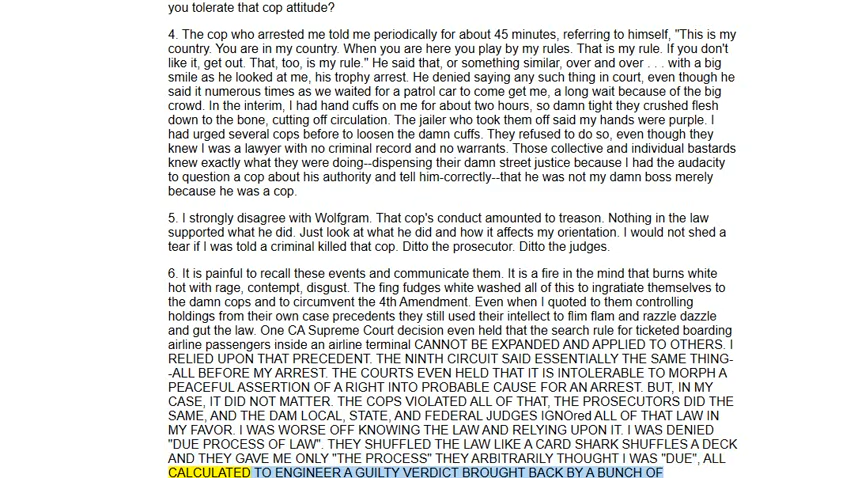 you tolerate that cop attitude?
4. The cop who arrested me told me periodically for about 45 minutes, referring to himself, "This is my
country. You are in my country. When you are here you play by my rules. That is my rule. If you don't
like it, get out. That, too, is my rule." He said that, or something similar, over and over . . . with a big
smile as he looked at me, his trophy arrest. He denied saying any such thing in court, even though he
said it numerous times as we waited for a patrol car to come get me, a long wait because of the big
crowd. In the interim, I had hand cuffs on me for about two hours, so damn tight they crushed flesh
down to the bone, cutting off circulation. The jailer who took them off said my hands were purple. I
had urged several cops before to loosen the damn cuffs. They refused to do so, even though they
knew I was a lawyer with no criminal record and no warrants. Those collective and individual bastards
knew exactly what they were doing--dispensing their damn street justice because I had the audacity
to question a cop about his authority and tell him-correctly--that he was not my damn boss merely
because he was a cop.
5. I strongly disagree with Wolfgram. That cop's conduct amounted to treason. Nothing in the law
supported what he did. Just look at what he did and how it affects my orientation. I would not shed a
tear if I was told a criminal killed that cop. Ditto the prosecutor. Ditto the judges.
6. It is painful to recall these events and communicate them. It is a fire in the mind that burns white
hot with rage, contempt, disgust. The fing fudges white washed all of this to ingratiate themselves to
the damn cops and to circumvent the 4th Amendment. Even when I quoted to them controlling
holdings from their own case precedents they still used their intellect to flim flam and razzle dazzle
and gut the law. One CA Supreme Court decision even held that the search rule for ticketed boarding
airline passengers inside an airline terminal CANNOT BE EXPANDED AND APPLIED TO OTHERS. I
RELIED UPON THAT PRECEDENT. THE NINTH CIRCUIT SAID ESSENTIALLY THE SAME THING-
-ALL BEFORE MY ARREST. THE COURTS EVEN HELD THAT IT IS INTOLERABLE TO MORPH A
PEACEFUL ASSERTION OF A RIGHT INTO PROBABLE CAUSE FOR AN ARREST. BUT, IN MY
CASE, IT DID NOT MATTER. THE COPS VIOLATED ALL OF THAT, THE PROSECUTORS DID THE
SAME, AND THE DAM LOCAL, STATE, AND FEDERAL JUDGES IGNOred ALL OF THAT LAW IN
MY FAVOR. I WAS WORSE OFF KNOWING THE LAW AND RELYING UPON IT. I WAS DENIED
"DUE PROCESS OF LAW". THEY SHUFFLED THE LAW LIKE A CARD SHARK SHUFFLES A DECK
AND THEY GAVE ME ONLY "THE PROCESS" THEY ARBITRARILY THOUGHT I WAS "DUE", ALL
CALCULATED TO ENGINEER A GUILTY VERDICT BROUGHT BACK BY A BUNCH OF